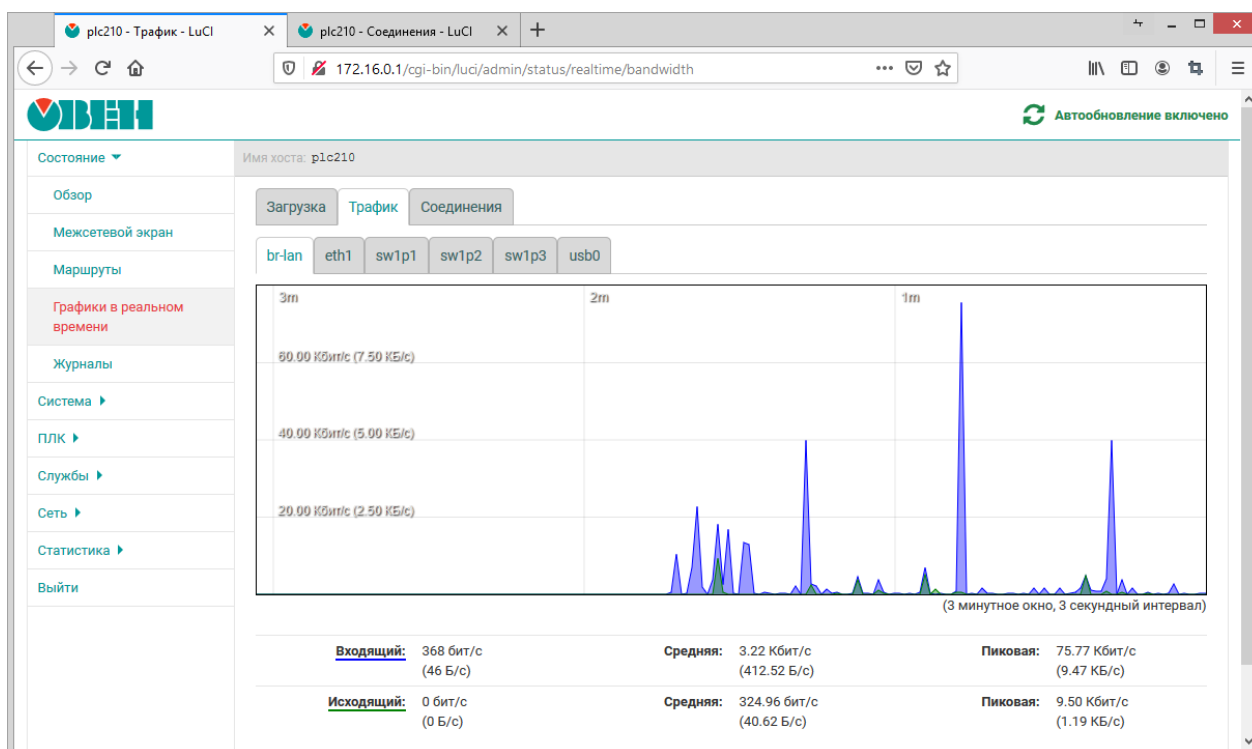 plc210 - Трафик - LuCI
plc210 - Соединения - LuCI
172.16.0.1/cgi-bin/luci/admin/status/realtime/bandwidth
ОВЕН
Автообновление включено
Состояние
Имя хоста: plc210
Обзор
Межсетевой экран
Маршруты
Графики в реальном
времени
Журналы
Система
ПЛК
Службы
Сеть
Статистика
Выйти
Загрузка Трафик Соединения
br-lan eth1 sw1p1 sw1p2 sw1p3 usb0
3m 2m 1m
60.00 Кбит/с (7.50 КБ/с)
40.00 Кбит/с (5.00 КБ/с)
20.00 Кбит/с (2.50 КБ/с)
(3 минутное окно, 3 секундный интервал)
Входящий: 368 бит/с Средняя: 3.22 Кбит/с Пиковая: 75.77 Кбит/с
(46 Б/с) (412.52 Б/с) (9.47 КБ/с)
Исходящий: 0 бит/с Средняя: 324.96 бит/с Пиковая: 9.50 Кбит/с
(0 Б/с) (40.62 Б/с) (1.19 КБ/с)